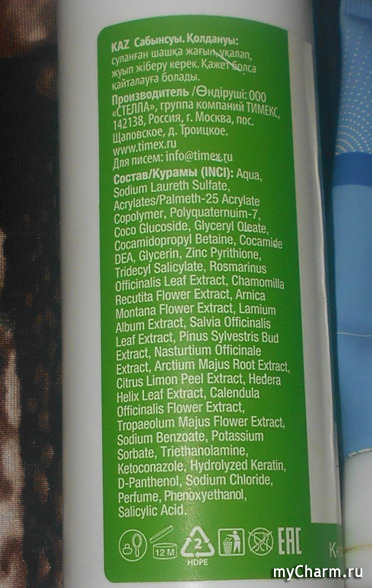 KAZ Сабынсуы. Қолдануы:
суланған шашқа жағып, уқалап,
жуып жіберу керек. Қажет болса
қайталауға болады.
Производитель /Өндіруші: ООО
«СТЕЛЛА», группа компаний ТИМЕКС,
142138, Россия, г. Москва, пос.
Щаповское, д. Троицкое.
www.timex.ru
Для писем: info@timex.ru
Состав/Курамы (INCI): Aqua,
Sodium Laureth Sulfate,
Acrylates/Palmeth-25 Acrylate
Copolymer, Polyquaternuim-7,
Coco Glucoside, Glyceryl Oleate,
Cocamidopropyl Betaine, Cocamide
DEA, Glycerin, Zinc Pyrithione,
Tridecyl Salicylate, Rosmarinus
Officinalis Leaf Extract, Chamomilla
Recutita Flower Extract, Arnica
Montana Flower Extract, Lamium
Album Extract, Salvia Officinalis
Leaf Extract, Pinus Sylvestris Bud
Extract, Nasturtium Officinale
Extract, Arctium Majus Root Extract,
Citrus Limon Peel Extract, Hedera
Helix Leaf Extract, Calendula
Officinalis Flower Extract,
Tropaeolum Majus Flower Extract,
Sodium Benzoate, Potassium
Sorbate, Triethanolamine,
Ketoconazole, Hydrolyzed Keratin,
D-Panthenol, Sodium Chloride,
Perfume, Phenoxyethanol,
Salicylic Acid.
12 M
2
HDPE
EAC
myCharm.ru